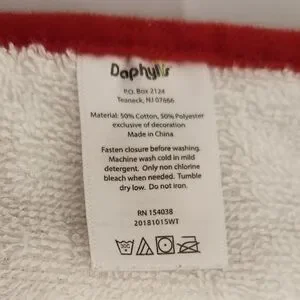 Daphyl's
P.O. Box 2124
Teaneck, NJ 07666
Material: 50% Cotton, 50% Polyester
exclusive of decoration
Made in China
Fasten closure before washing.
Machine wash cold in mild
detergent. Only non chlorine
bleach when needed. Tumble
dry low. Do not iron.
RN 154038
20181015WT